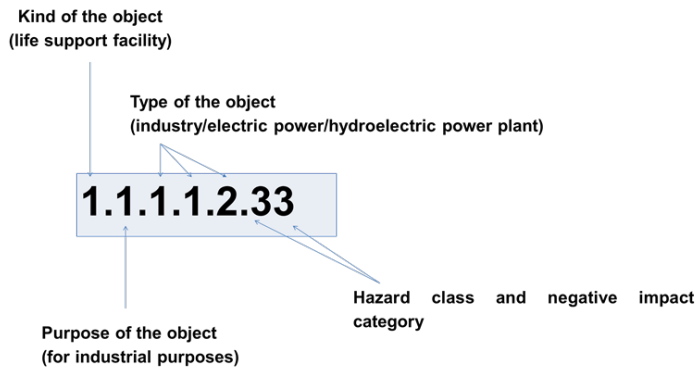 Kind of the object
(life support facility)
Type of the object
(industry/electric power/hydroelectric power plant)
1.1.1.1.2.33
Hazard class and negative impact
category
Purpose of the object
(for industrial purposes)